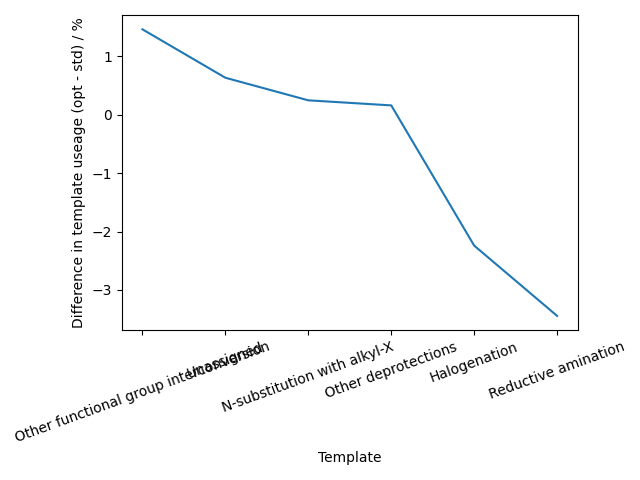 Difference in template useage (opt - std) / %
1
0
−1
−2
−3
Other functional group interconversion
Unassigned
N-substitution with alkyl-X
Other deprotections
Halogenation
Reductive amination
Template